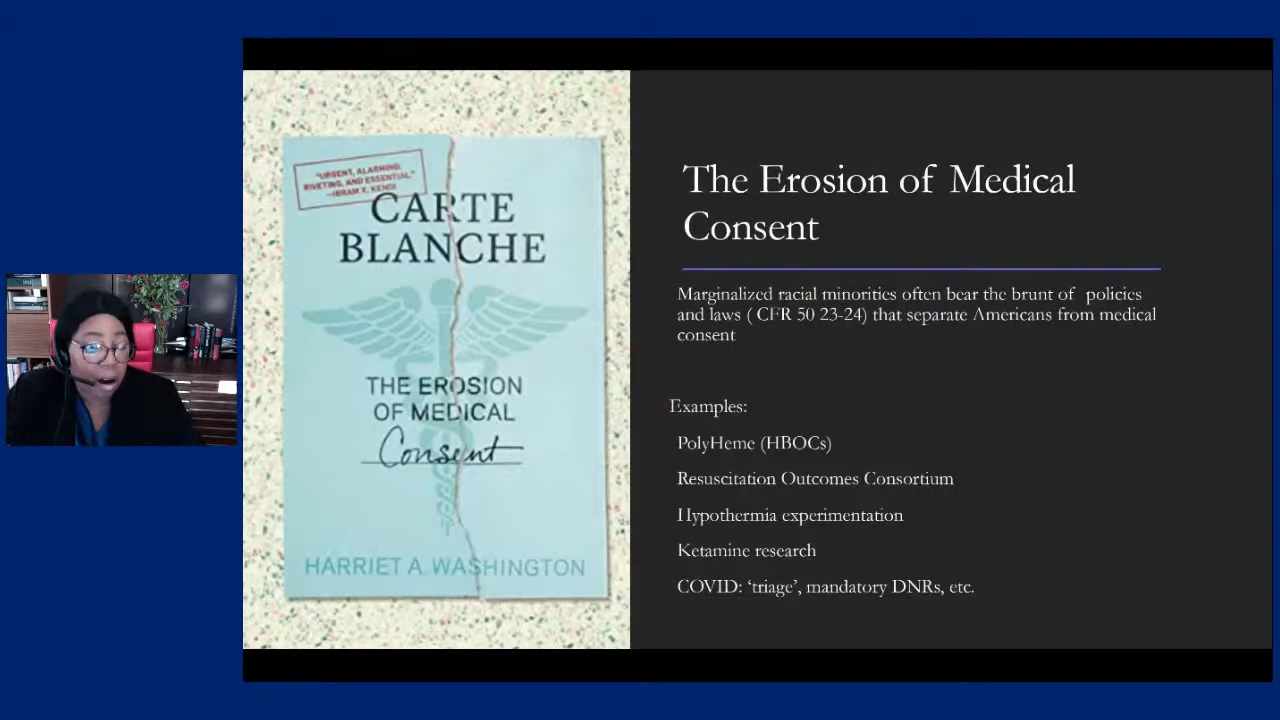 "URGENT, ALARMING,
RIVETING, AND ESSENTIAL."
—IBRAM X. KENDI
CARTE
BLANCHE
THE EROSION
OF MEDICAL
Consent
HARRIET A. WASHINGTON
The Erosion of Medical
Consent
Marginalized racial minorities often bear the brunt of policies
and laws ( CFR 50 23-24) that separate Americans from medical
consent
Examples:
PolyHeme (HBOCs)
Resuscitation Outcomes Consortium
Hypothermia experimentation
Ketamine research
COVID: ‘triage’, mandatory DNRs, etc.